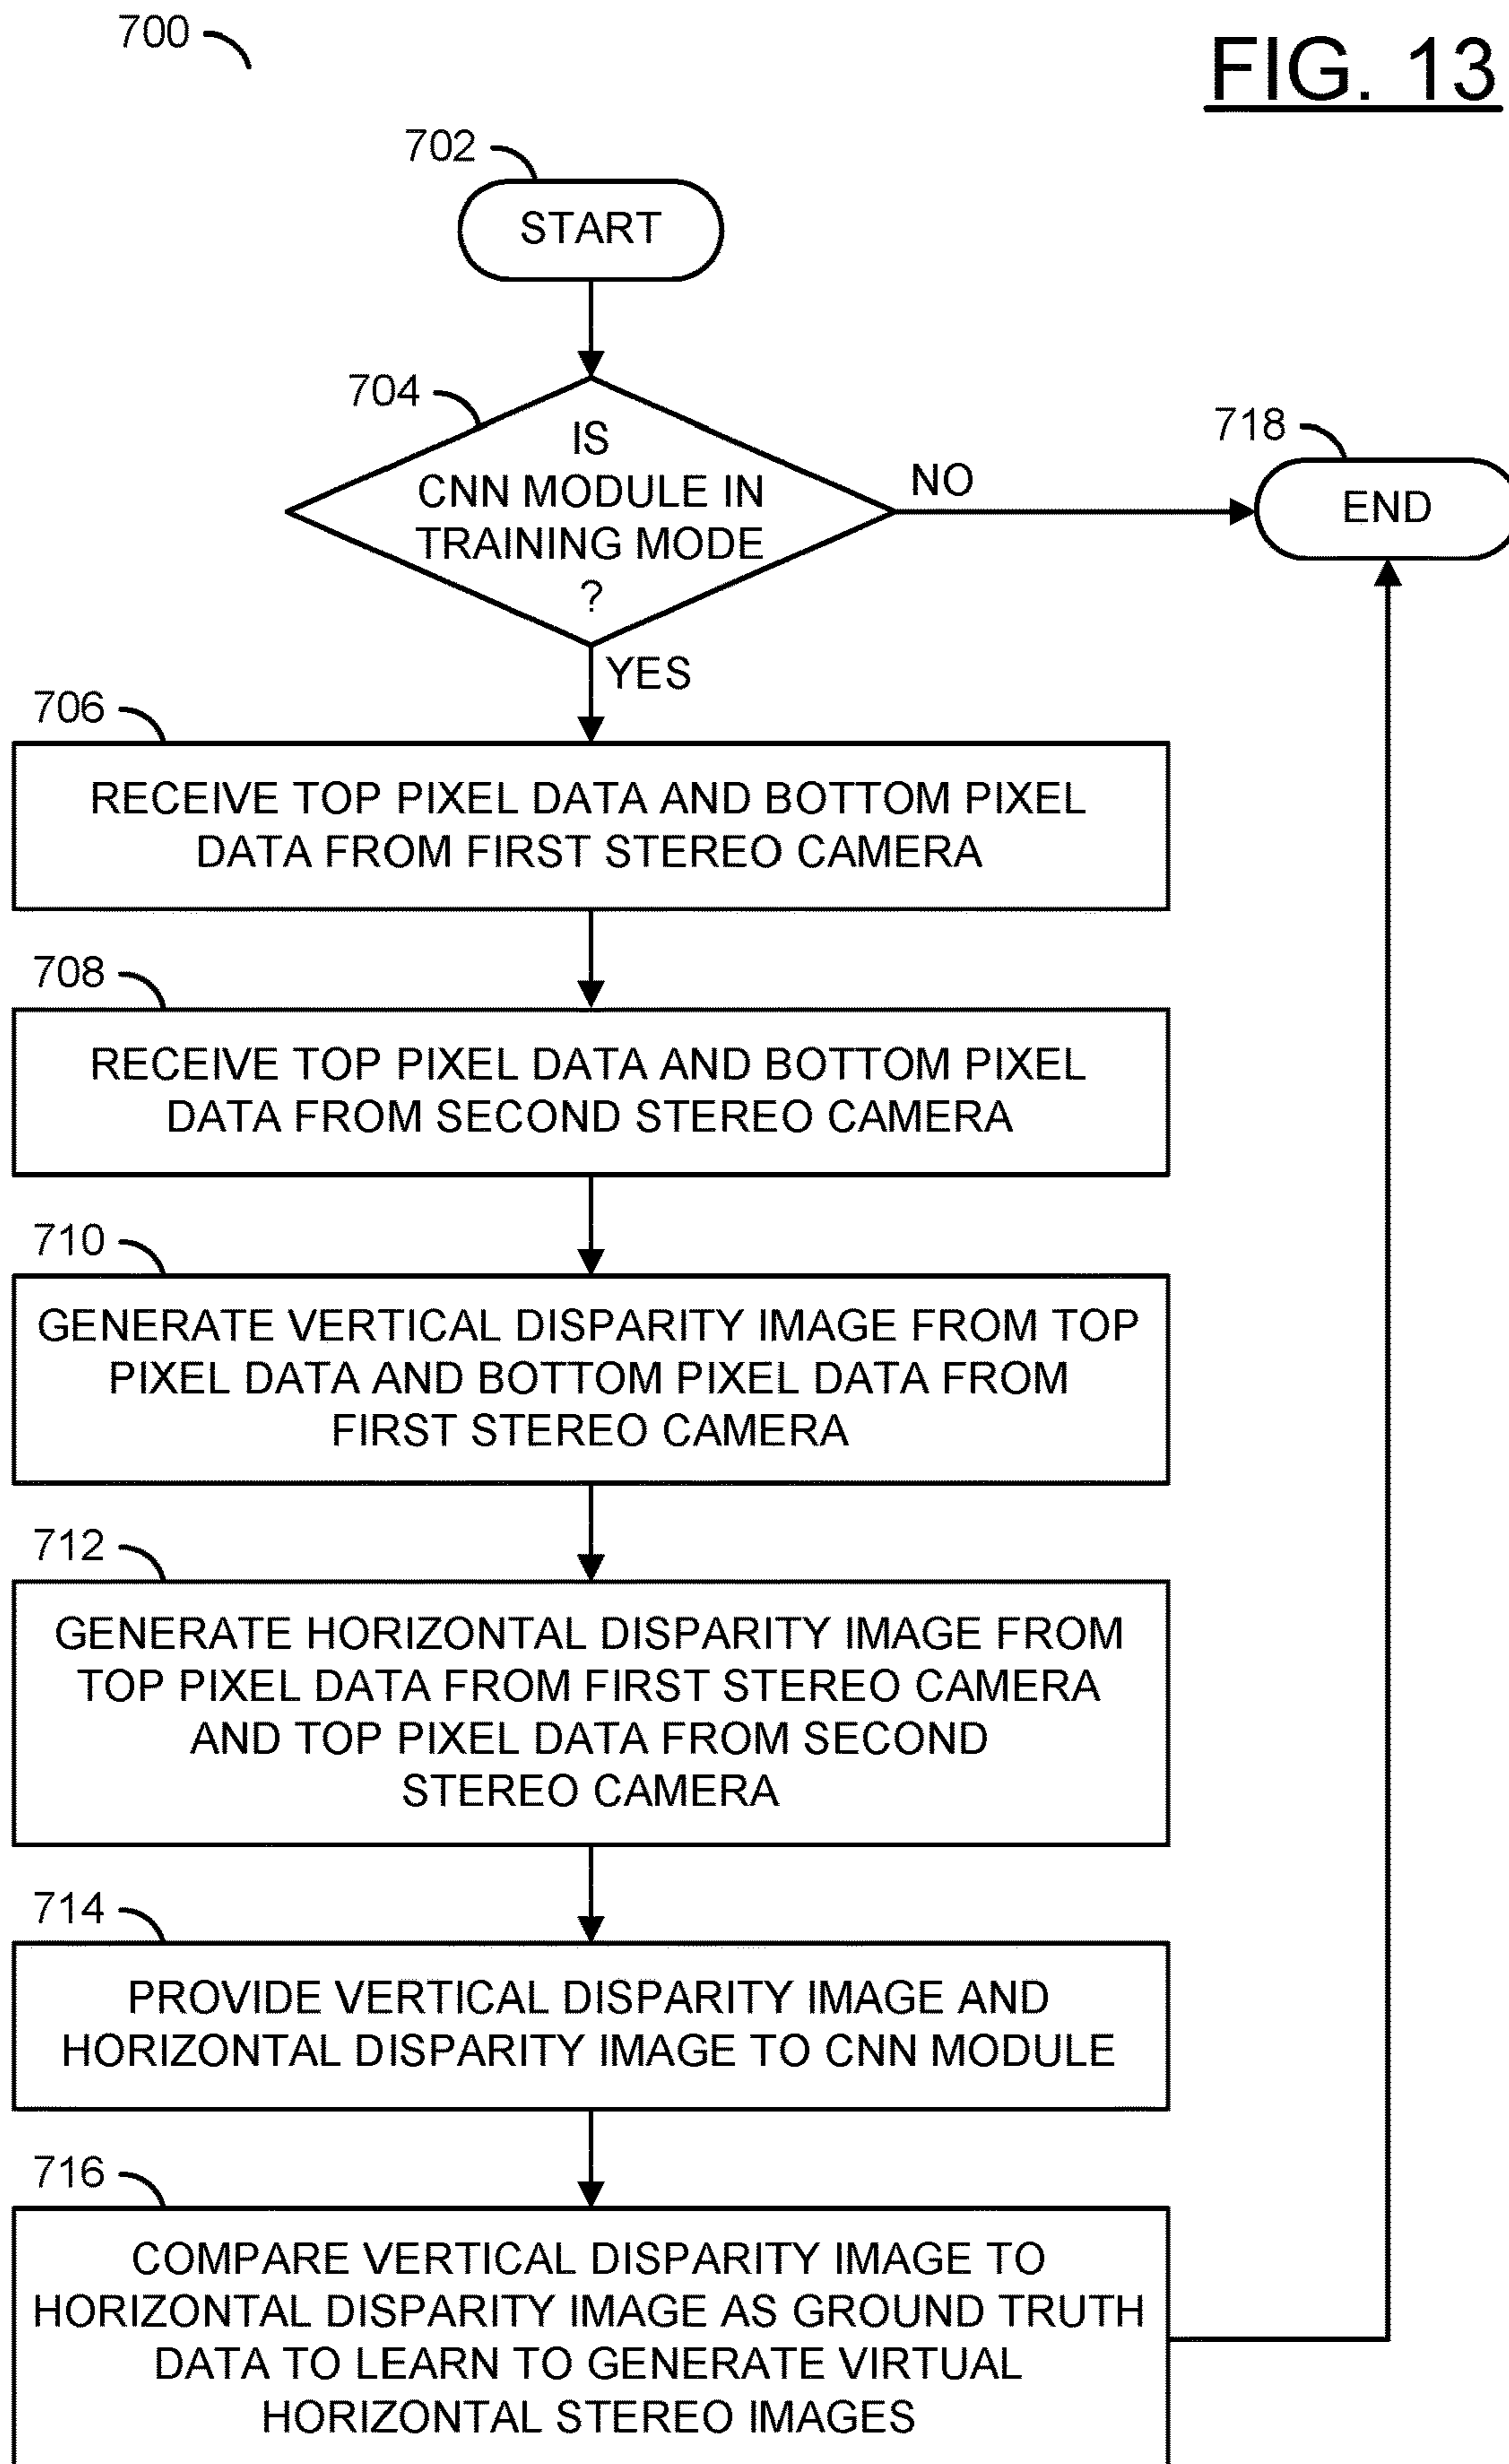 700
FIG. 13
702
START
704
IS
CNN MODULE IN
TRAINING MODE
?
NO
718
END
YES
706
RECEIVE TOP PIXEL DATA AND BOTTOM PIXEL
DATA FROM FIRST STEREO CAMERA
708
RECEIVE TOP PIXEL DATA AND BOTTOM PIXEL
DATA FROM SECOND STEREO CAMERA
710
GENERATE VERTICAL DISPARITY IMAGE FROM TOP
PIXEL DATA AND BOTTOM PIXEL DATA FROM
FIRST STEREO CAMERA
712
GENERATE HORIZONTAL DISPARITY IMAGE FROM
TOP PIXEL DATA FROM FIRST STEREO CAMERA
AND TOP PIXEL DATA FROM SECOND
STEREO CAMERA
714
PROVIDE VERTICAL DISPARITY IMAGE AND
HORIZONTAL DISPARITY IMAGE TO CNN MODULE
716
COMPARE VERTICAL DISPARITY IMAGE TO
HORIZONTAL DISPARITY IMAGE AS GROUND TRUTH
DATA TO LEARN TO GENERATE VIRTUAL
HORIZONTAL STEREO IMAGES